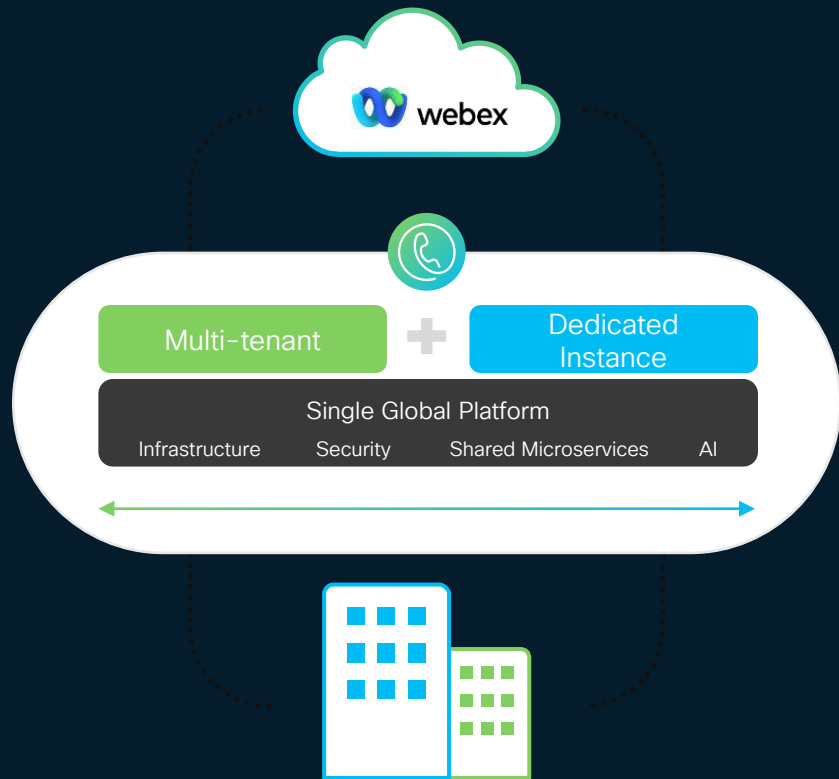 webex
Multi-tenant
Dedicated
Instance
Single Global Platform
Infrastructure Security Shared Microservices AI